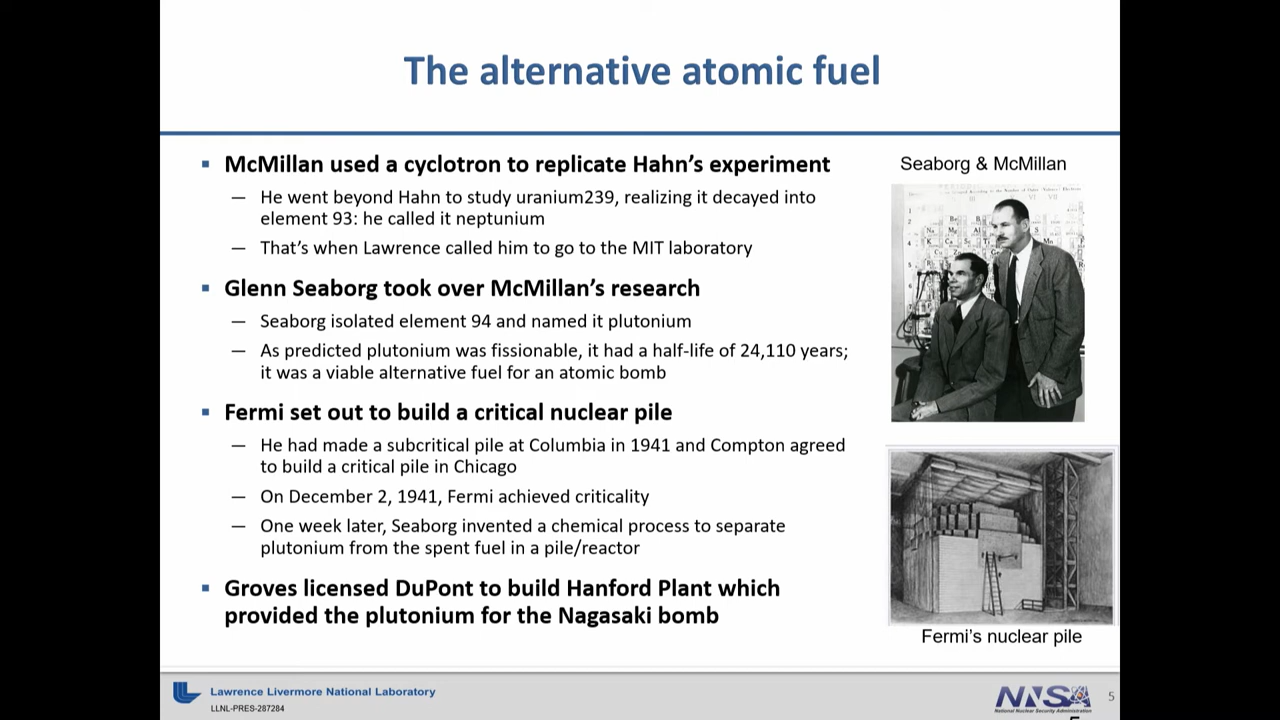 The alternative atomic fuel
▪ McMillan used a cyclotron to replicate Hahn's experiment
— He went beyond Hahn to study uranium239, realizing it decayed into
element 93: he called it neptunium
— That's when Lawrence called him to go to the MIT laboratory
▪ Glenn Seaborg took over McMillan's research
— Seaborg isolated element 94 and named it plutonium
— As predicted plutonium was fissionable, it had a half-life of 24,110 years;
it was a viable alternative fuel for an atomic bomb
▪ Fermi set out to build a critical nuclear pile
— He had made a subcritical pile at Columbia in 1941 and Compton agreed
to build a critical pile in Chicago
— On December 2, 1941, Fermi achieved criticality
— One week later, Seaborg invented a chemical process to separate
plutonium from the spent fuel in a pile/reactor
▪ Groves licensed DuPont to build Hanford Plant which
provided the plutonium for the Nagasaki bomb
Seaborg & McMillan
Fermi's nuclear pile
Lawrence Livermore National Laboratory
LLNL-PRES-287284
NNSA
National Nuclear Security Administration
5